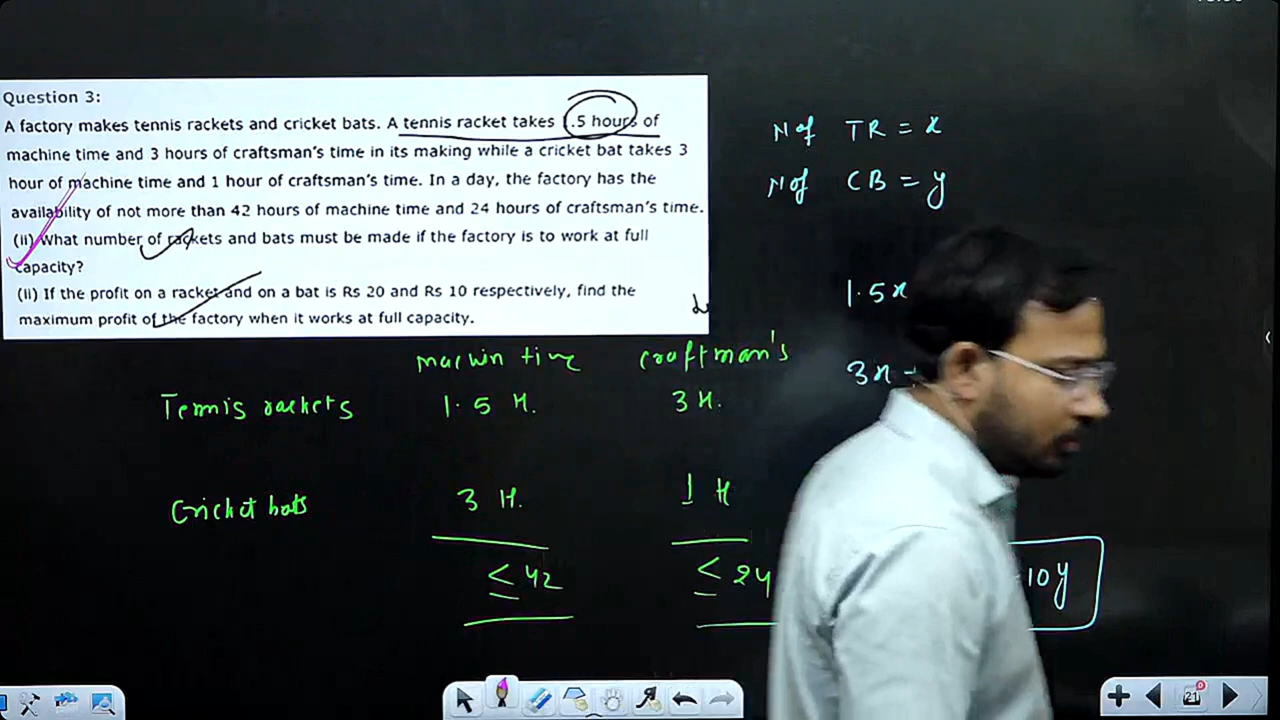 Question 3:
A factory makes tennis rackets and cricket bats. A tennis racket takes .5 hours of
machine time and 3 hours of craftsman's time in its making while a cricket bat takes 3
hour of machine time and 1 hour of craftsman's time. In a day, the factory has the
availability of not more than 42 hours of machine time and 24 hours of craftsman's time.
(ii) What number of rackets and bats must be made if the factory is to work at full
capacity?
(ii) If the profit on a racket and on a bat is Rs 20 and Rs 10 respectively, find the
maximum profit of the factory when it works at full capacity.
N of TR = x
N of CB = y
1.5x
3x
machin time craftman's
Tennis rackets 1.5 H. 3 H.
Cricket bats 3 H. 1 H
≤ 42 ≤ 24
10y
21